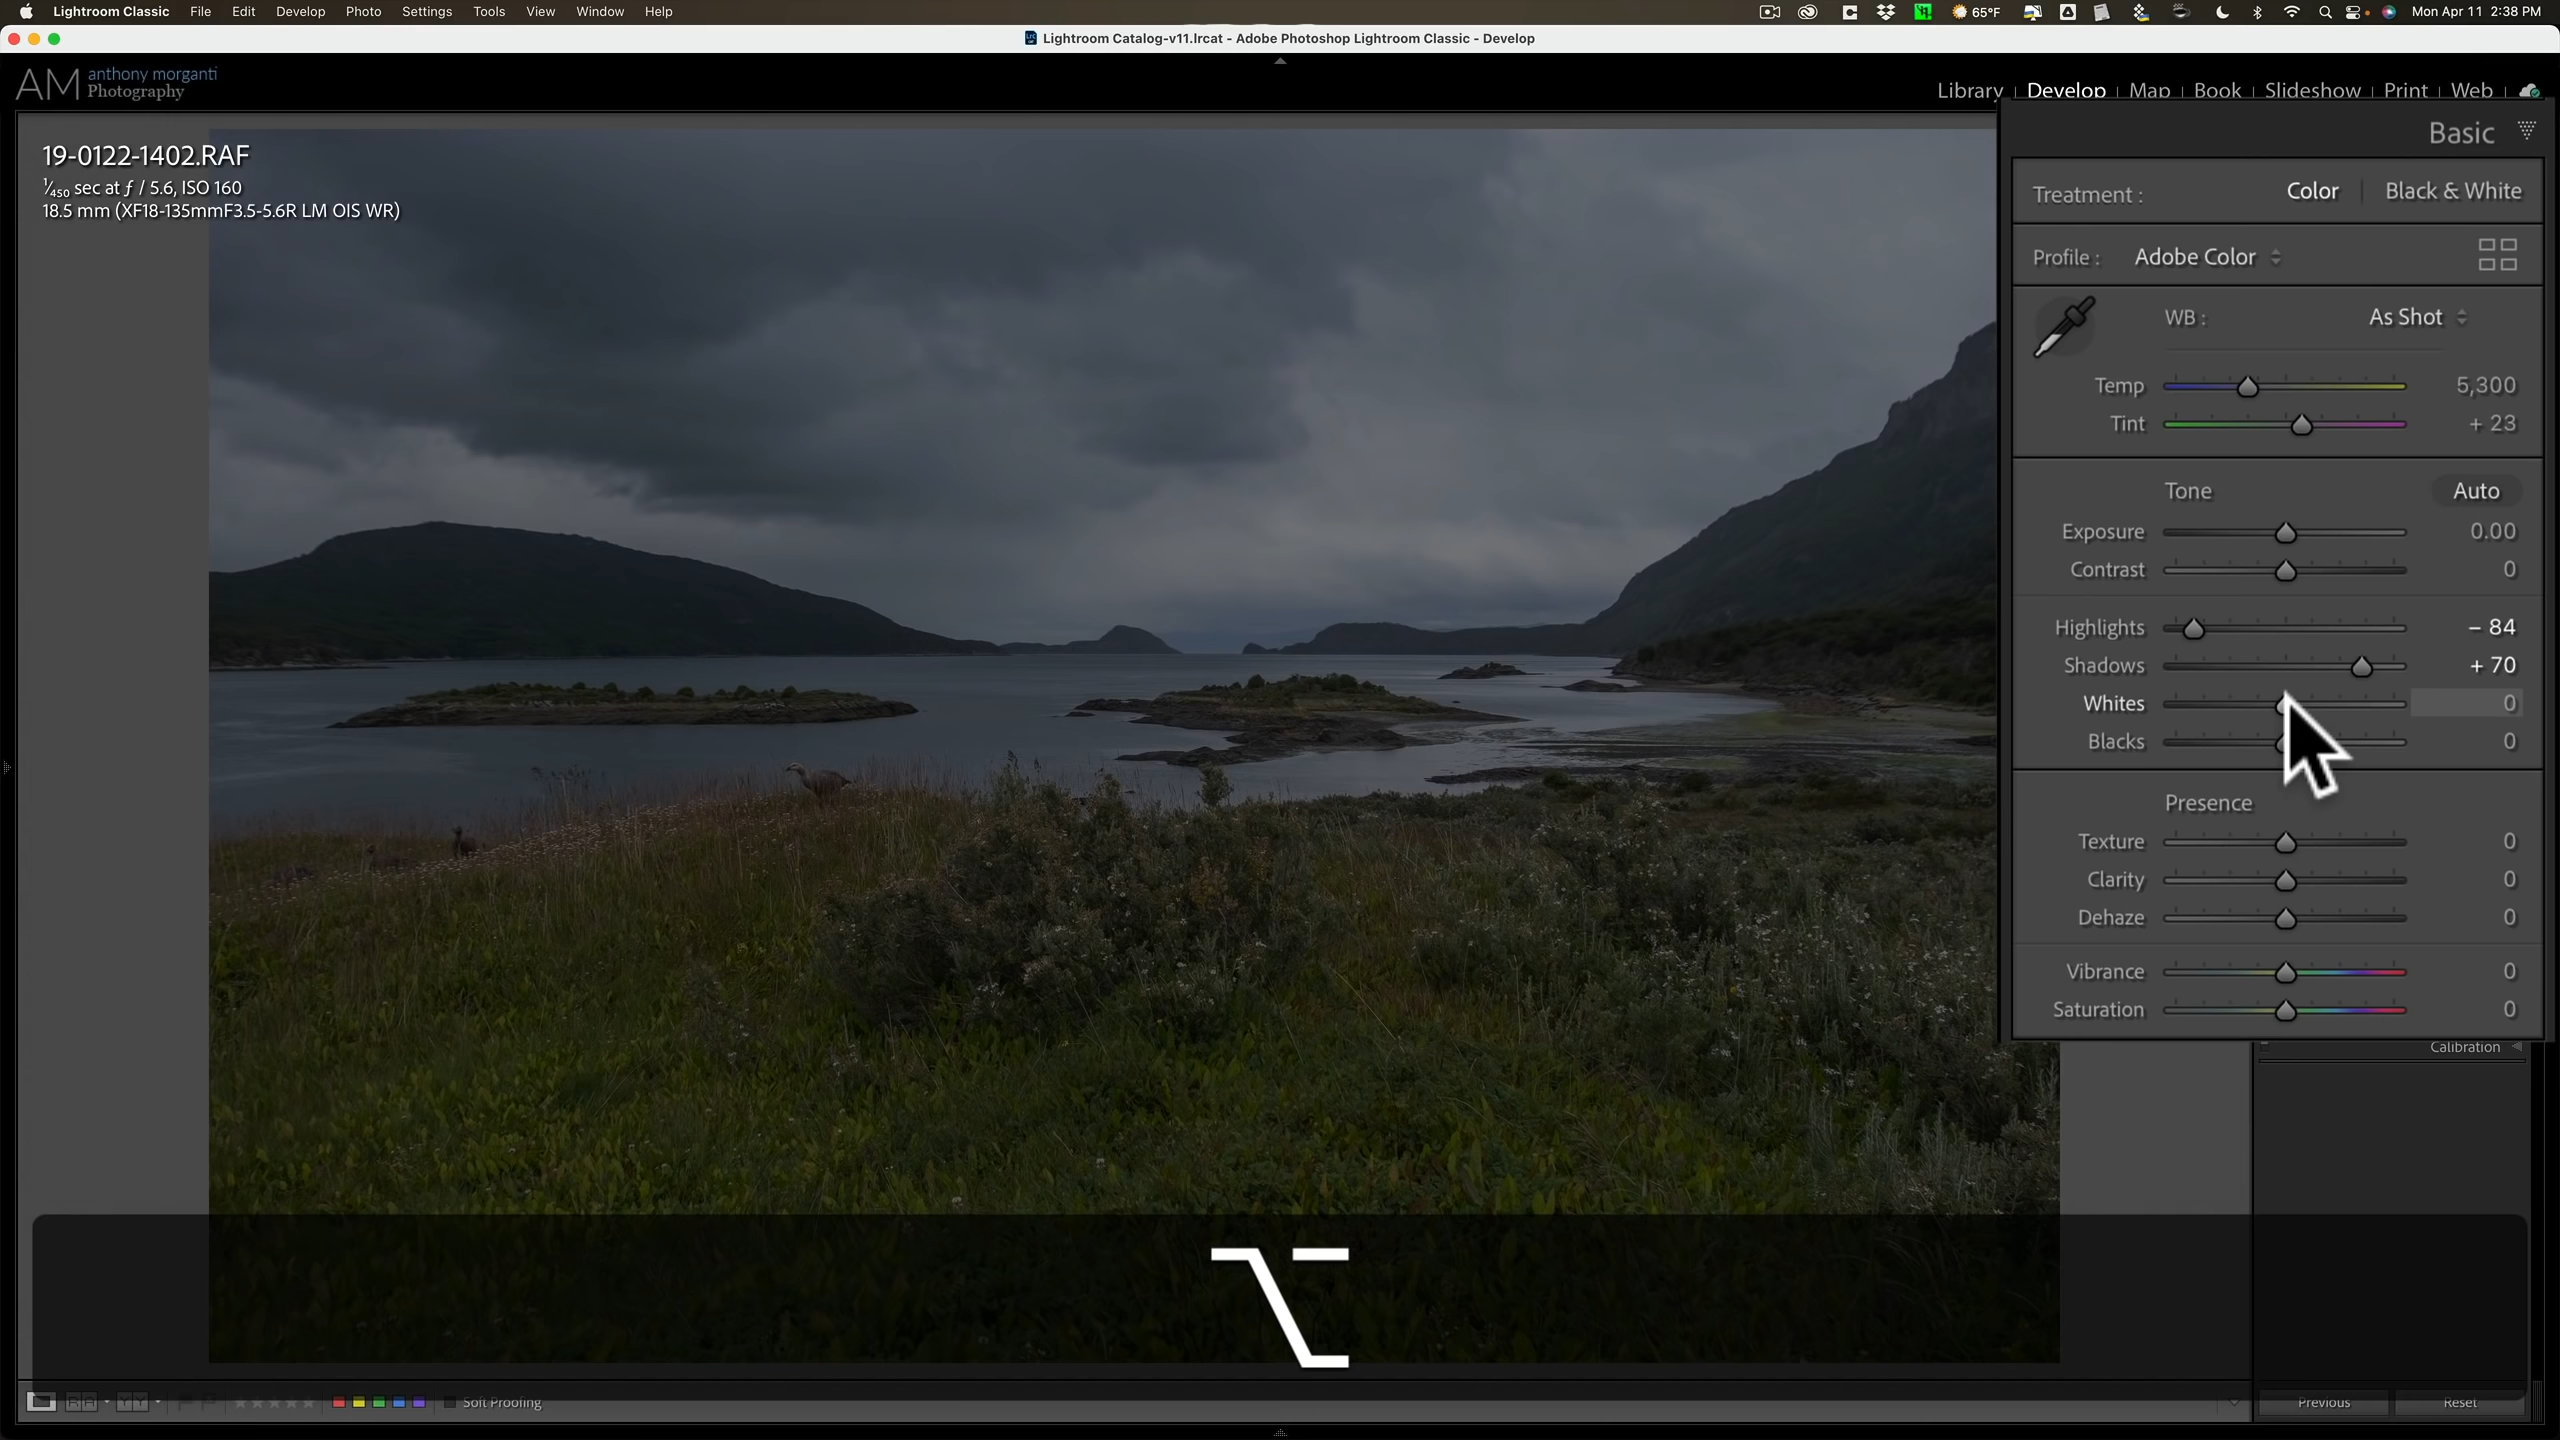 Lightroom Classic File Edit Develop Photo Settings Tools View Window Help 65°F Mon Apr 11 2:38 PM
Lightroom Catalog-v11.lrcat - Adobe Photoshop Lightroom Classic - Develop
AM anthony morganti
Photography
Library | Develop | Map | Book | Slideshow | Print | Web
19-0122-1402.RAF
1/450 sec at ƒ / 5.6, ISO 160
18.5 mm (XF18-135mmF3.5-5.6R LM OIS WR)
Basic
Treatment : Color | Black & White
Profile : Adobe Color
WB : As Shot
Temp 5,300
Tint + 23
Tone Auto
Exposure 0.00
Contrast 0
Highlights – 84
Shadows + 70
Whites 0
Blacks 0
Presence
Texture 0
Clarity 0
Dehaze 0
Vibrance 0
Saturation 0
Calibration
⌥
Soft Proofing
Previous Reset